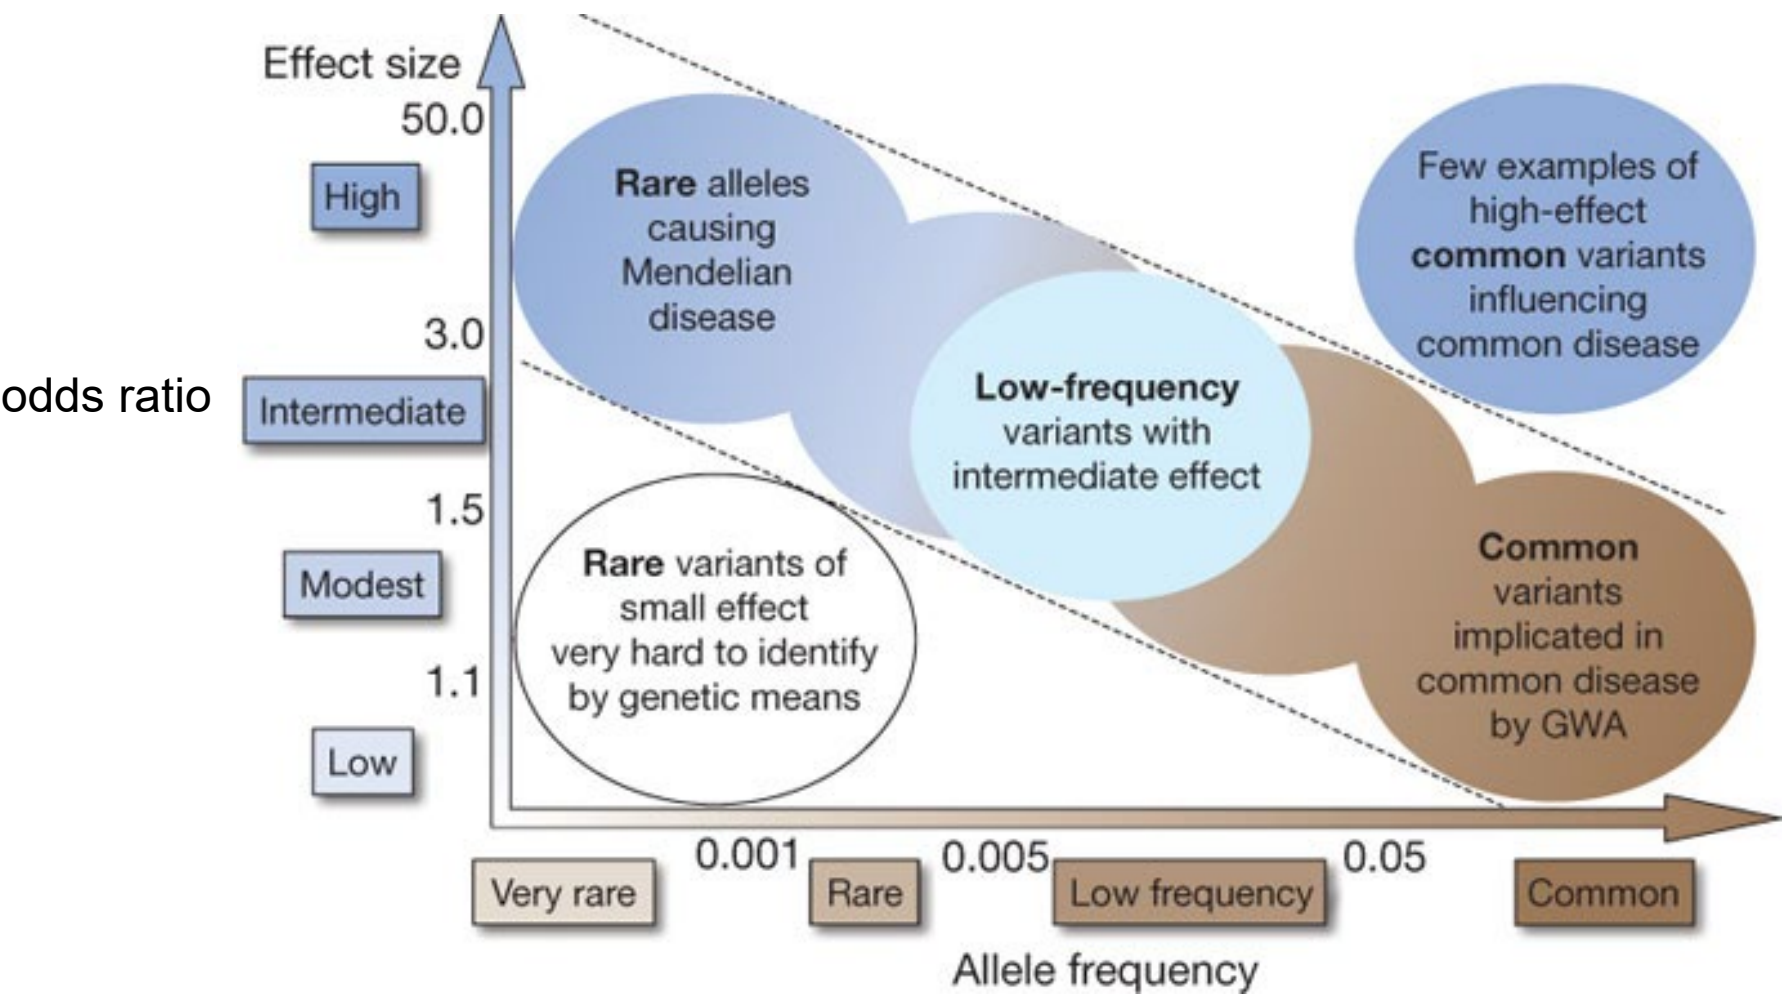 Effect size
50.0
High
3.0
odds ratio
Intermediate
1.5
Modest
1.1
Low
Rare alleles
causing
Mendelian
disease
Few examples of
high-effect
common variants
influencing
common disease
Low-frequency
variants with
intermediate effect
Rare variants of
small effect
very hard to identify
by genetic means
Common
variants
implicated in
common disease
by GWA
0.001
0.005
0.05
Very rare
Rare
Low frequency
Common
Allele frequency